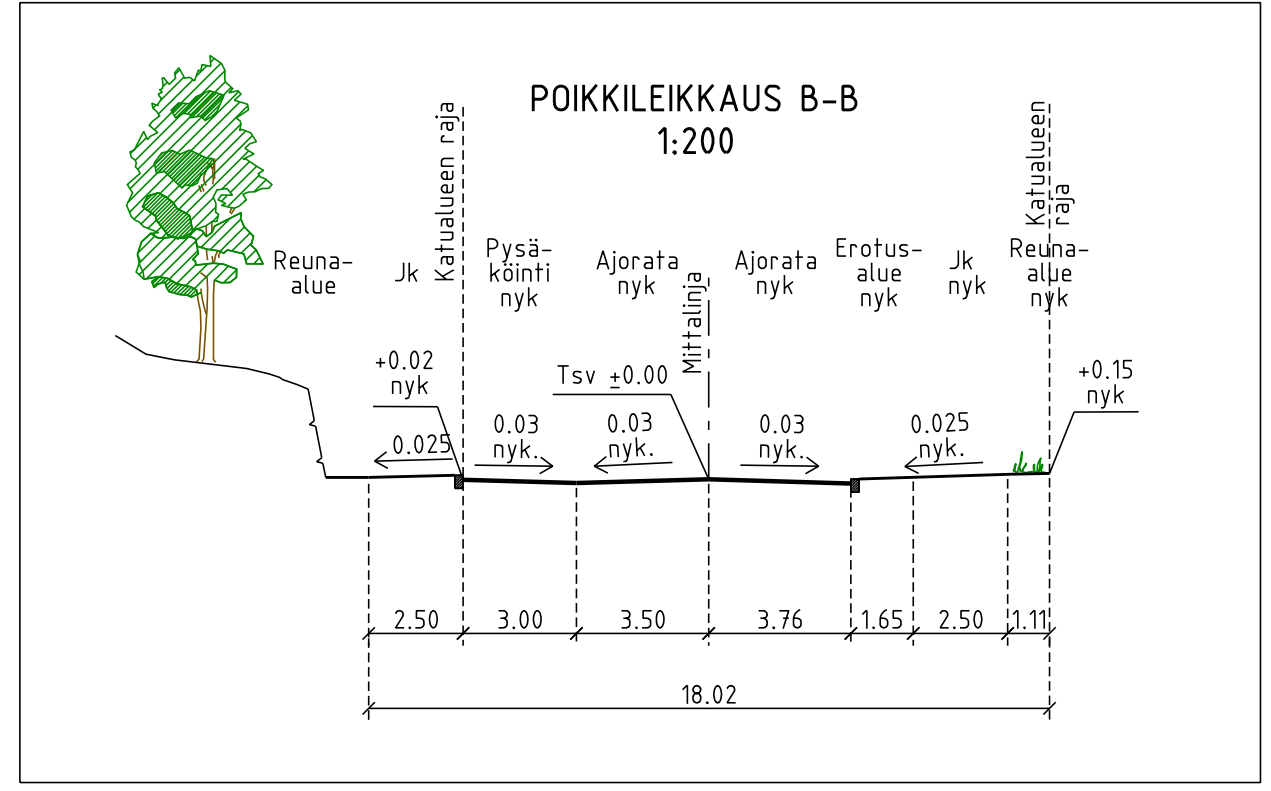 POIKKILEIKKAUS B-B
1:200
Katualueen raja
Katualueen
raja
Reuna-
alue
Jk
Pysä-
köinti
nyk
Ajorata
nyk
Mittalinja
Ajorata
nyk
Erotus-
alue
nyk
Jk
nyk
Reuna-
alue
nyk
+0.02
nyk
Tsv ±0.00
+0.15
nyk
0.025
0.03
nyk.
0.03
nyk.
0.03
nyk.
0.025
nyk.
2.50
3.00
3.50
3.76
1.65
2.50
1.11
18.02